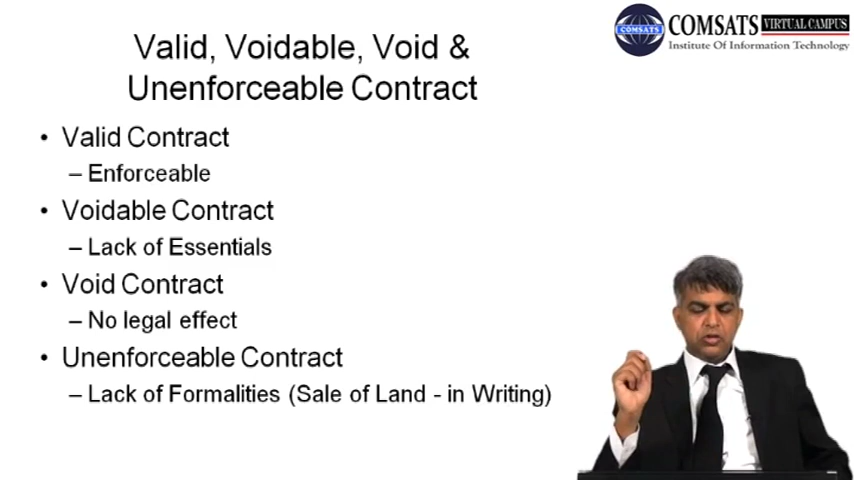 COMSATS VIRTUAL CAMPUS
COMSATS
Institute Of Information Technology
Valid, Voidable, Void &
Unenforceable Contract
• Valid Contract
– Enforceable
• Voidable Contract
– Lack of Essentials
• Void Contract
– No legal effect
• Unenforceable Contract
– Lack of Formalities (Sale of Land - in Writing)